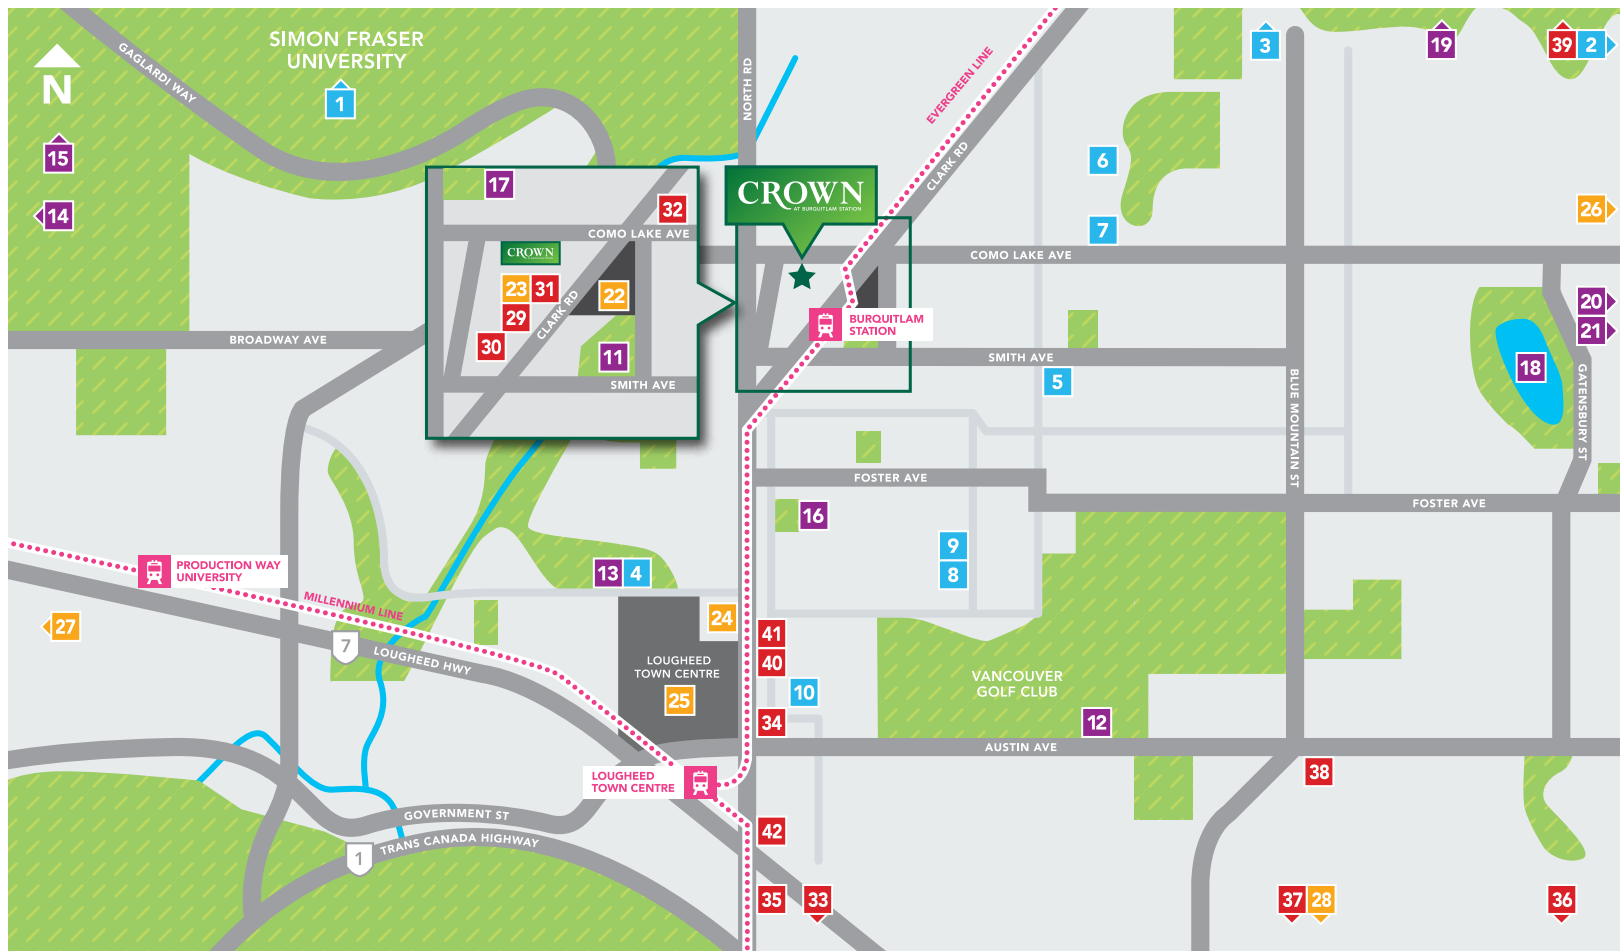 SIMON FRASER
UNIVERSITY
1
GAGLARDI WAY
N
15
14
NORTH RD
EVERGREEN LINE
CLARK RD
3
19
39 2
6
7
26
17
32
COMO LAKE AVE
CROWN
23 31
22
29
CLARK RD
30
11
SMITH AVE
CROWN
AT BURQUITLAM STATION
COMO LAKE AVE
BURQUITLAM
STATION
SMITH AVE
5
BLUE MOUNTAIN ST
20
21
18
GATENSBURY ST
BROADWAY AVE
FOSTER AVE
FOSTER AVE
16
9
8
PRODUCTION WAY
UNIVERSITY
MILLENNIUM LINE
13 4
27
7
LOUGHEED HWY
24
LOUGHEED
TOWN CENTRE
25
41
40
10
34
VANCOUVER
GOLF CLUB
12
AUSTIN AVE
LOUGHEED
TOWN CENTRE
38
GOVERNMENT ST
1
TRANS CANADA HIGHWAY
42
35
33
37 28
36